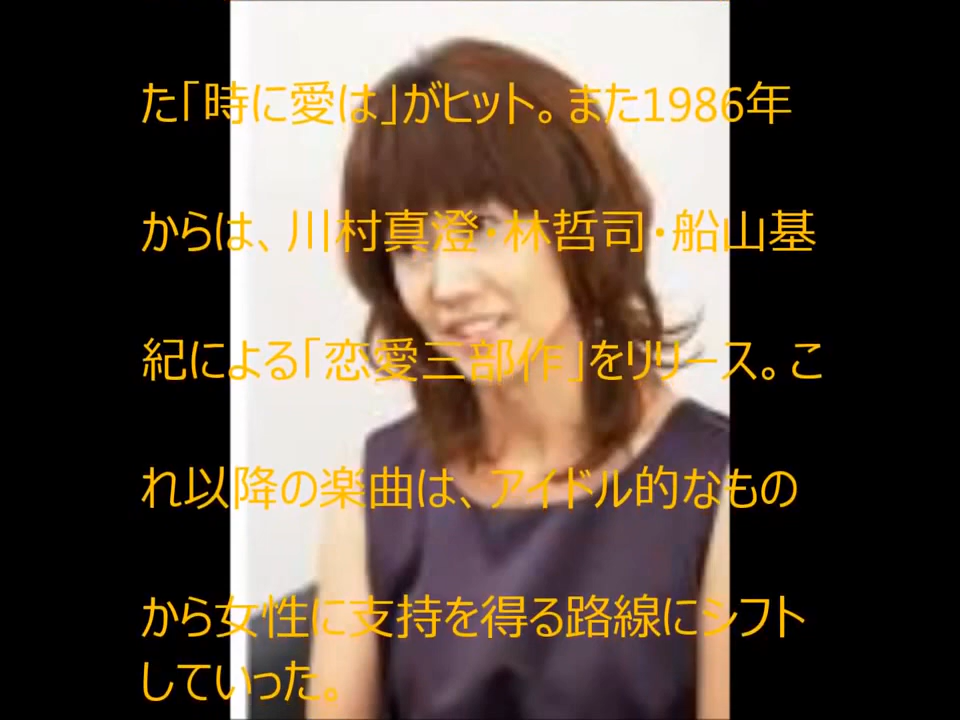 た「時に愛は」がヒット。また1986年
からは、川村真澄・林哲司・船山基
紀による「恋愛三部作」をリリース。こ
れ以降の楽曲は、アイドル的なもの
から女性に支持を得る路線にシフト
していった。